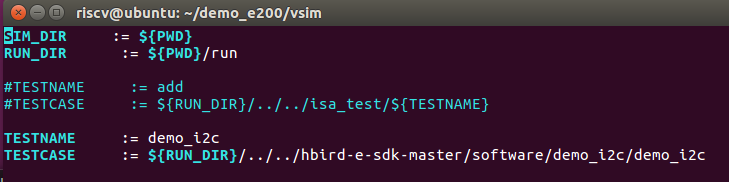 riscv@ubuntu: ~/demo_e200/vsim
SIM_DIR      := ${PWD}
RUN_DIR       := ${PWD}/run
#TESTNAME      := add
#TESTCASE      := ${RUN_DIR}/../../isa_test/${TESTNAME}
TESTNAME      := demo_i2c
TESTCASE      := ${RUN_DIR}/../../hbird-e-sdk-master/software/demo_i2c/demo_i2c